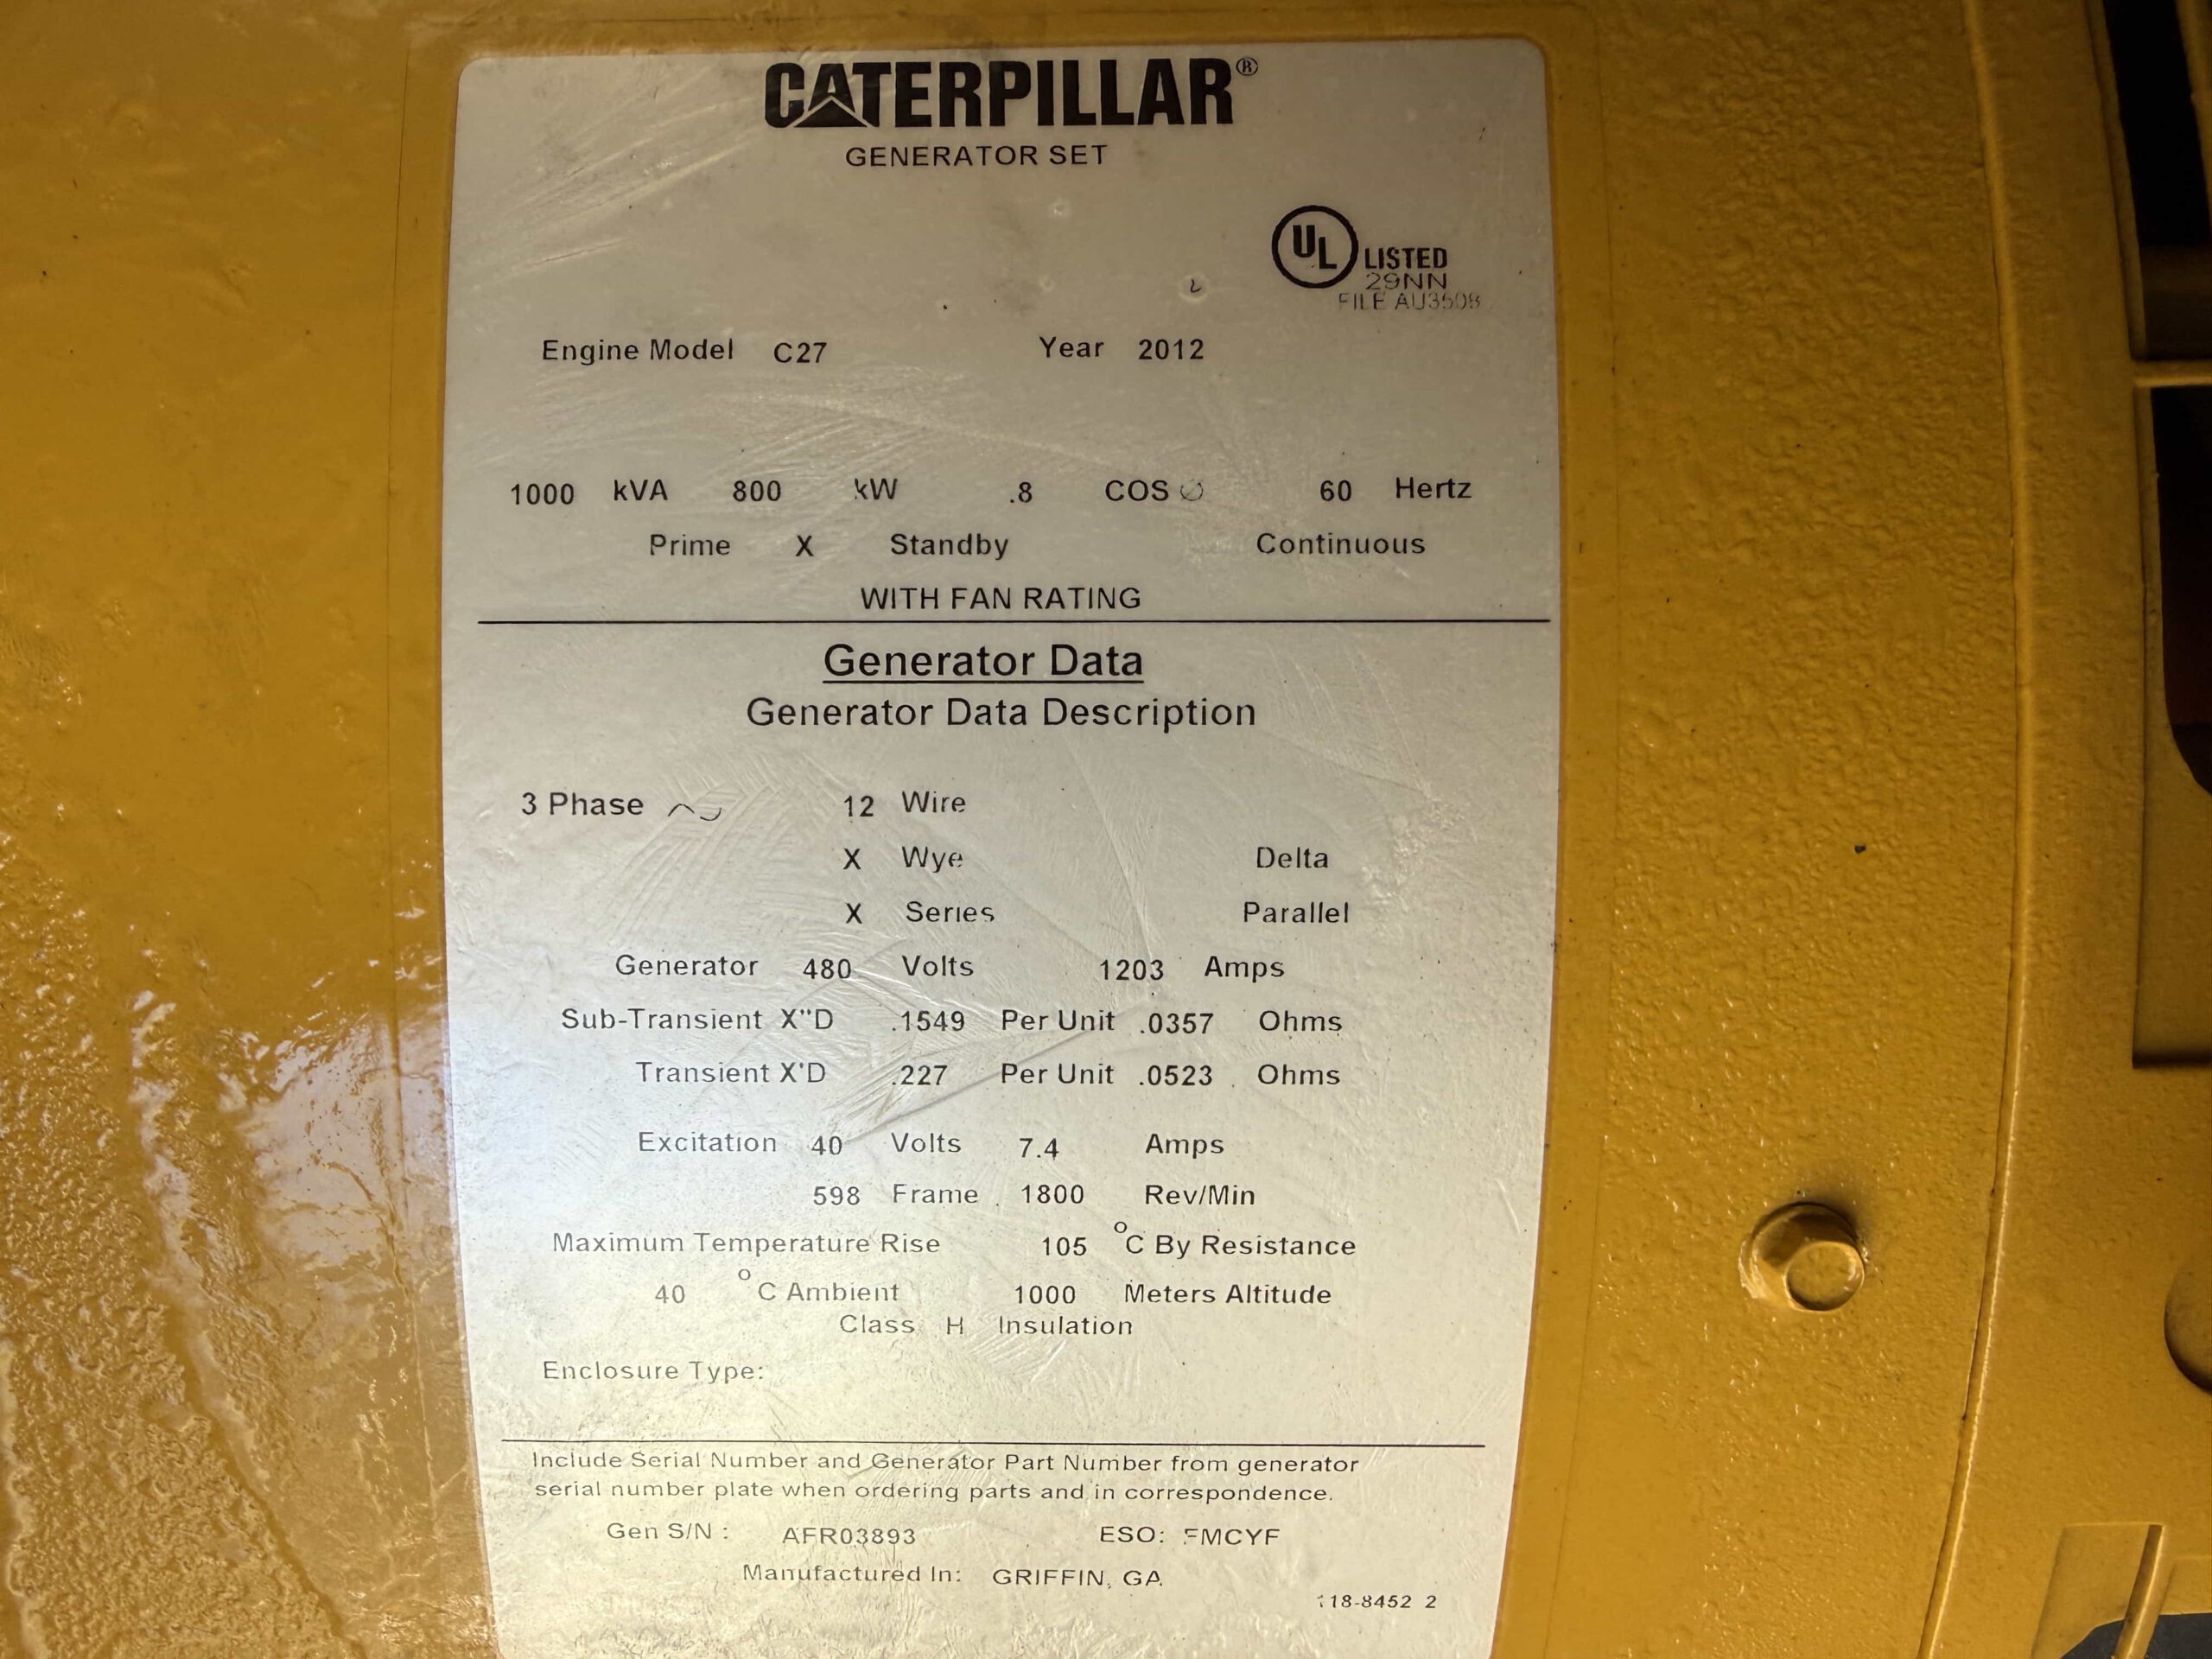 CATERPILLAR®
GENERATOR SET
UL LISTED
29NN
FILE AU3508
Engine Model C27 Year 2012
1000 kVA 800 kW .8 COS Ø 60 Hertz
Prime X Standby Continuous
WITH FAN RATING
Generator Data
Generator Data Description
3 Phase 12 Wire
X Wye Delta
X Series Parallel
Generator 480 Volts 1203 Amps
Sub-Transient X"D .1549 Per Unit .0357 Ohms
Transient X'D .227 Per Unit .0523 Ohms
Excitation 40 Volts 7.4 Amps
598 Frame 1800 Rev/Min
Maximum Temperature Rise 105 °C By Resistance
40 °C Ambient 1000 Meters Altitude
Class H Insulation
Enclosure Type:
Include Serial Number and Generator Part Number from generator
serial number plate when ordering parts and in correspondence.
Gen S/N : AFR03893 ESO: FMCYF
Manufactured In: GRIFFIN, GA
118-8452 2